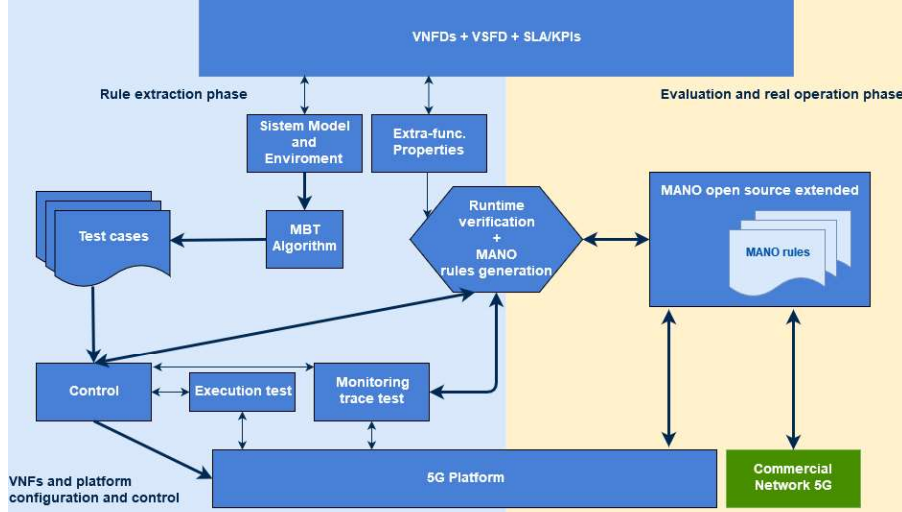 VNFDs + VSFD + SLA/KPIs
Rule extraction phase
Evaluation and real operation phase
Sistem Model
and
Enviroment
Extra-func.
Properties
MANO open source extended
MANO rules
Runtime
verification
+
MANO
rules generation
MBT
Algorithm
Test cases
Control
Execution test
Monitoring
trace test
VNFs and platform
configuration and control
5G Platform
Commercial
Network 5G